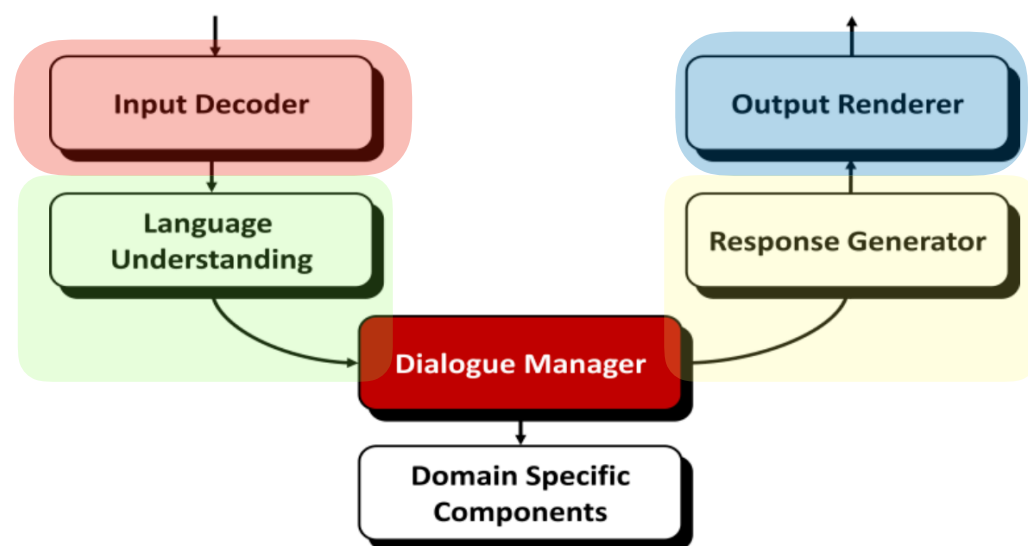 Input Decoder
Output Renderer
Language
Understanding
Response Generator
Dialogue Manager
Domain Specific
Components